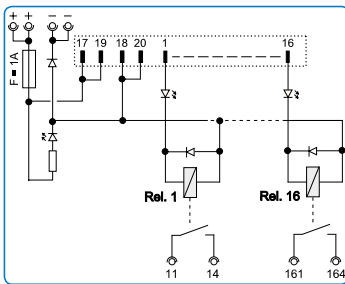 + + − −
17 19 18 20 1 16
F = 1A
Rel. 1 Rel. 16
11 14 161 164